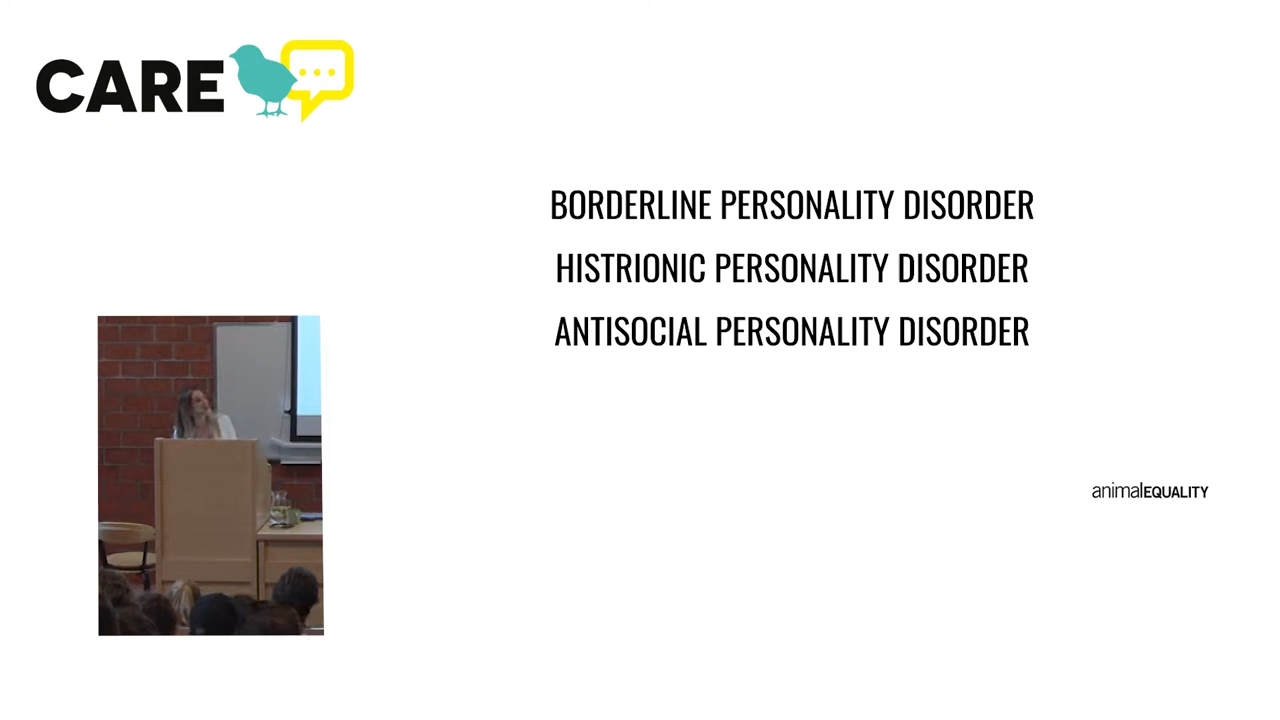 CARE
BORDERLINE PERSONALITY DISORDER
HISTRIONIC PERSONALITY DISORDER
ANTISOCIAL PERSONALITY DISORDER
animalEQUALITY